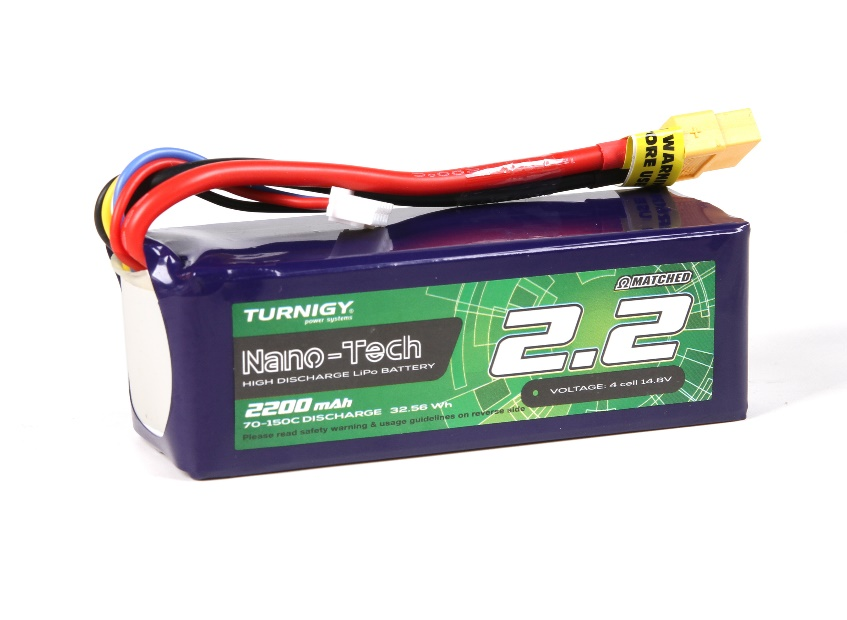 WARN
ORE U
TURNIGY®
power systems
Ω MATCHED
Nano-Tech
HIGH DISCHARGE LiPo BATTERY
2.2
2200 mAh
VOLTAGE: 4 cell 14.8V
70-150C DISCHARGE 32.56 Wh
Please read safety warning & usage guidelines on reverse side